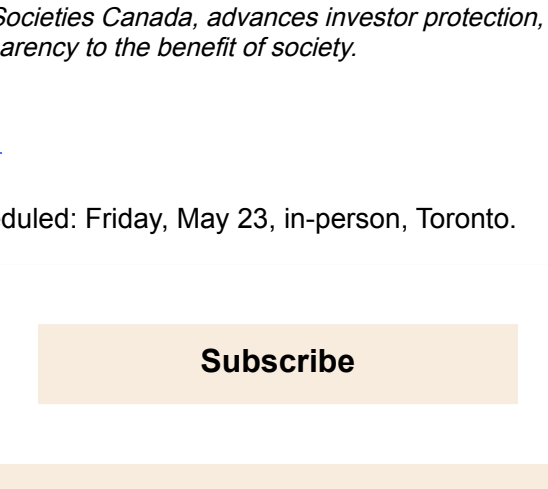 Societies Canada, advances investor protection,
arency to the benefit of society.
duled: Friday, May 23, in-person, Toronto.
Subscribe